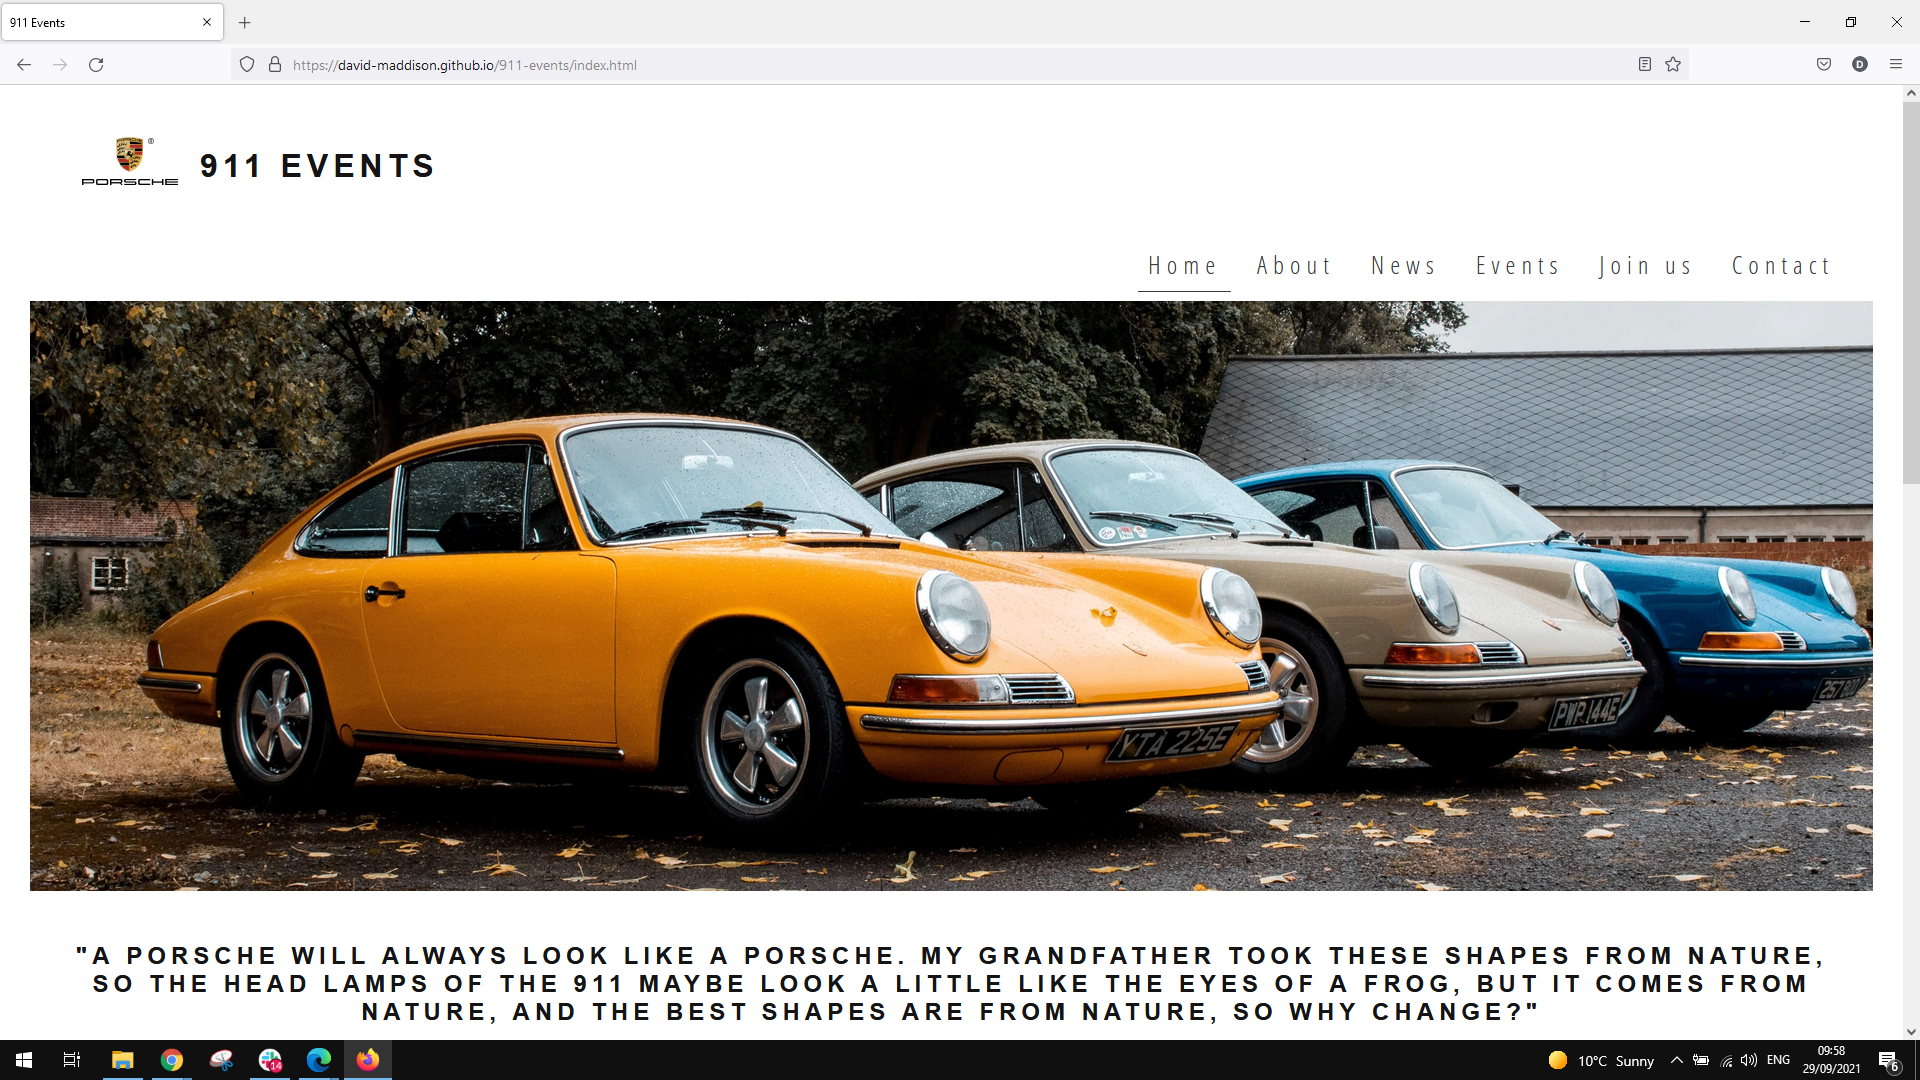 911 Events
https://david-maddison.github.io/911-events/index.html
D
PORSCHE
®
911 EVENTS
Home About News Events Join us Contact
YTA 225E
PWP 144E
"A PORSCHE WILL ALWAYS LOOK LIKE A PORSCHE. MY GRANDFATHER TOOK THESE SHAPES FROM NATURE,
SO THE HEAD LAMPS OF THE 911 MAYBE LOOK A LITTLE LIKE THE EYES OF A FROG, BUT IT COMES FROM
NATURE, AND THE BEST SHAPES ARE FROM NATURE, SO WHY CHANGE?"
14
10°C Sunny
ENG
09:58
29/09/2021
6